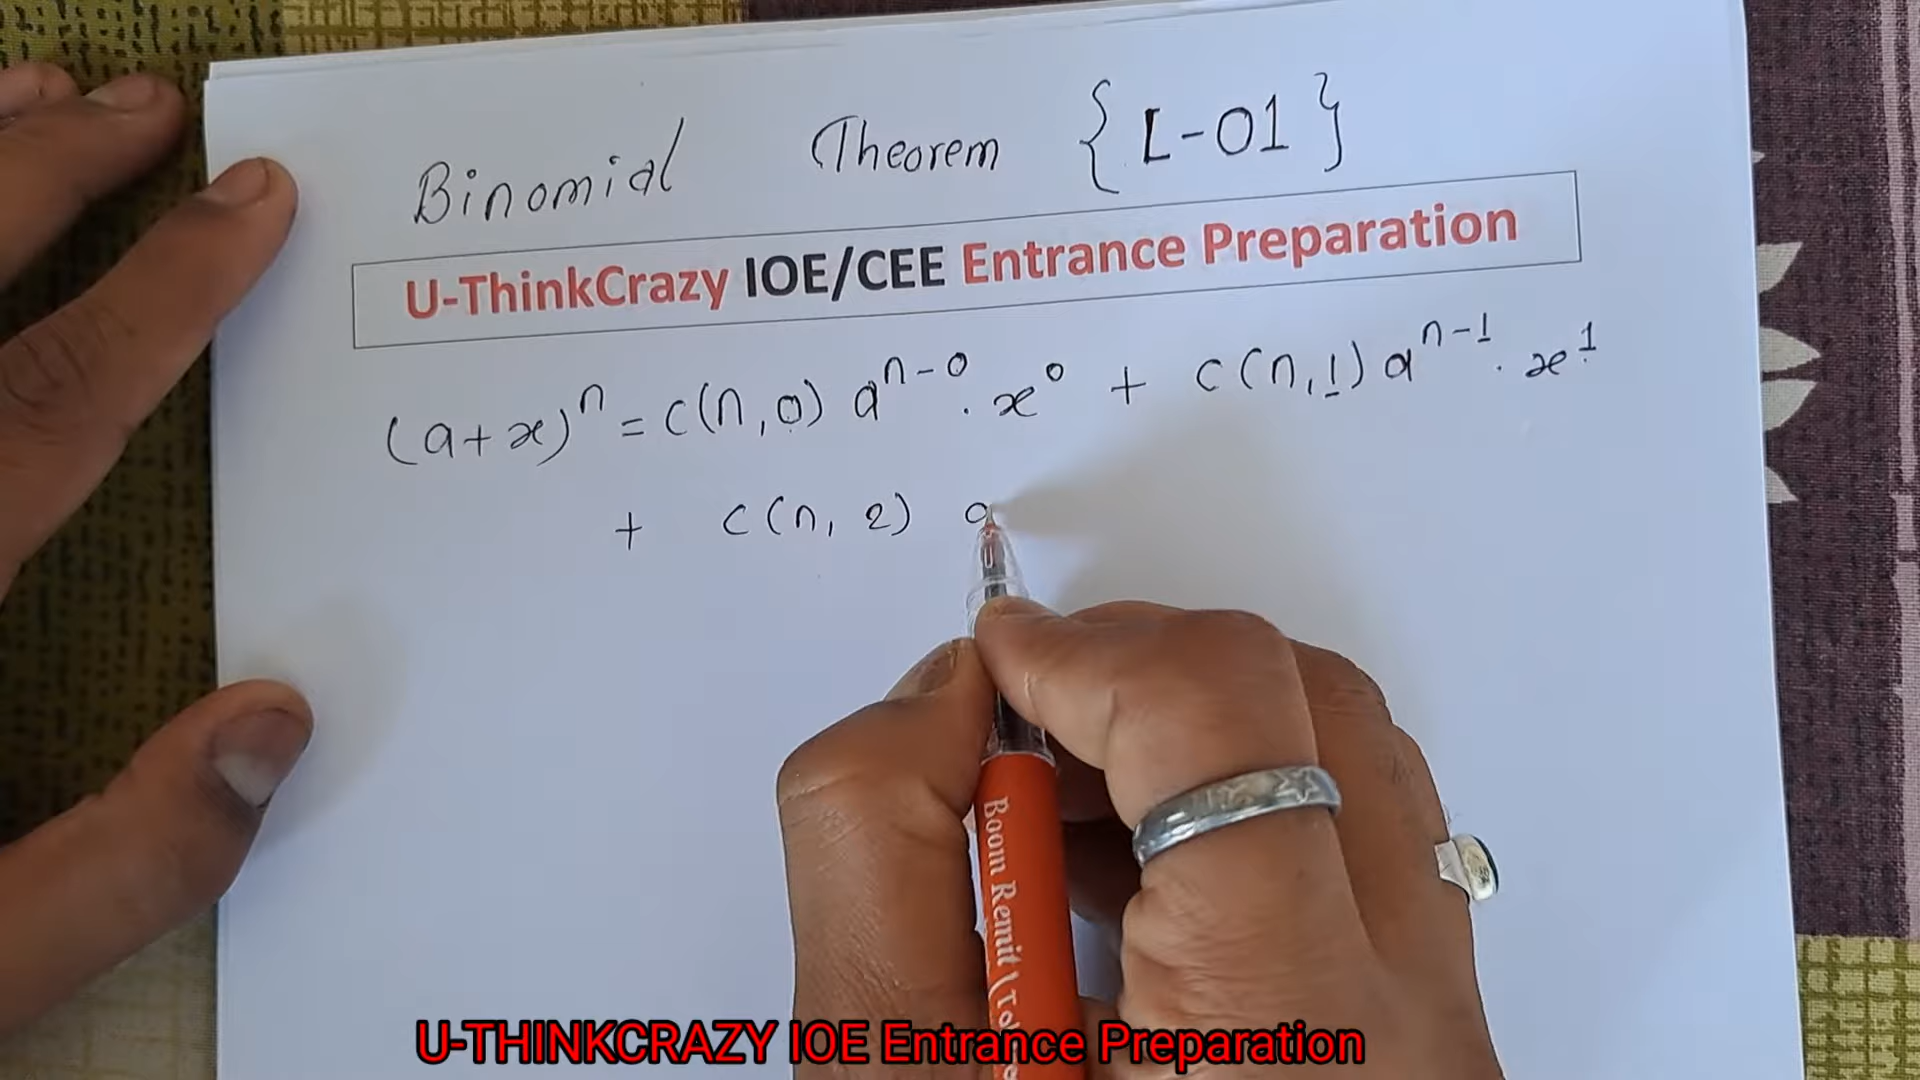 Binomial Theorem {L-01}
U-ThinkCrazy IOE/CEE Entrance Preparation
(a+x)^n = c(n,0) a^n-0 . x^0 + c(n,1) a^n-1 . x^1
+ c(n, 2) a
Boom Remit \
U-THINKCRAZY IOE Entrance Preparation